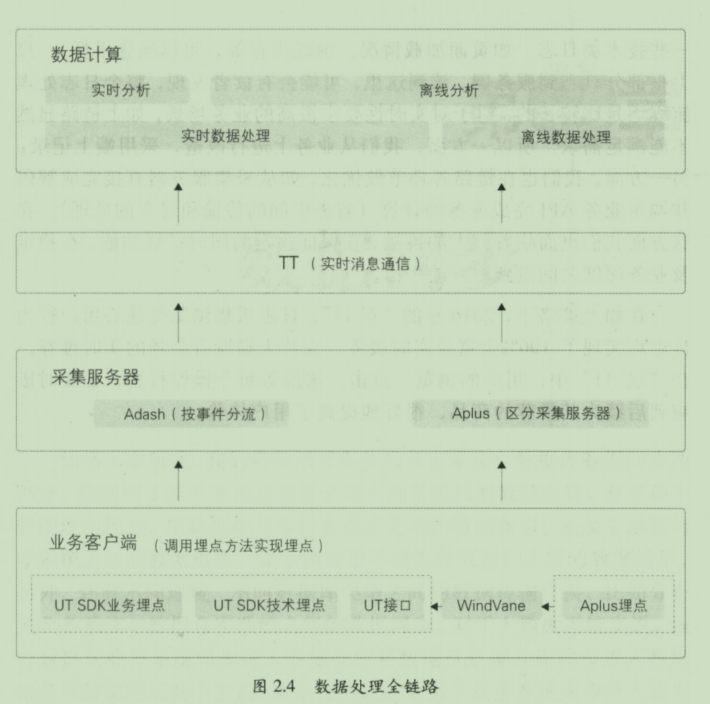 数据计算
实时分析 离线分析
实时数据处理 离线数据处理
TT（实时消息通信）
采集服务器
Adash（按事件分流） Aplus（区分采集服务器）
业务客户端 （调用埋点方法实现埋点）
UT SDK业务埋点 UT SDK技术埋点 UT接口 WindVane Aplus埋点
图 2.4 数据处理全链路